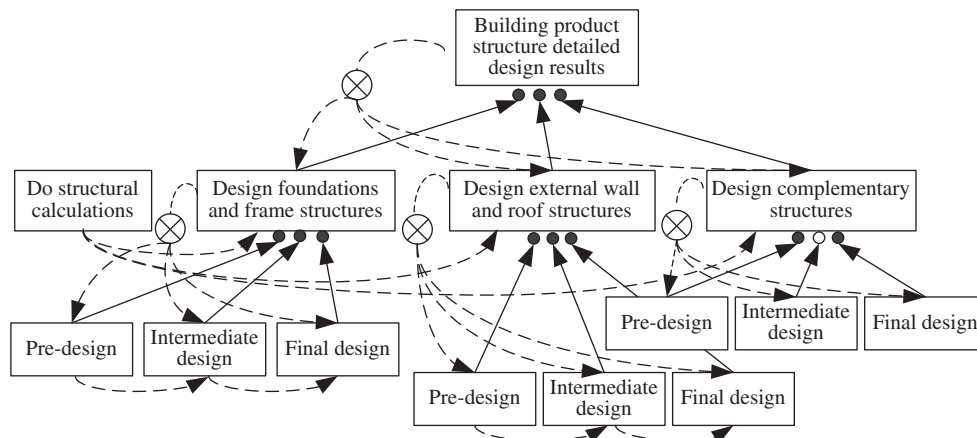 Building product
structure detailed
design results
Do structural
calculations
Design foundations
and frame structures
Design external wall
and roof structures
Design complementary
structures
Pre-design
Intermediate
design
Final design
Pre-design
Intermediate
design
Final design
Pre-design
Intermediate
design
Final design